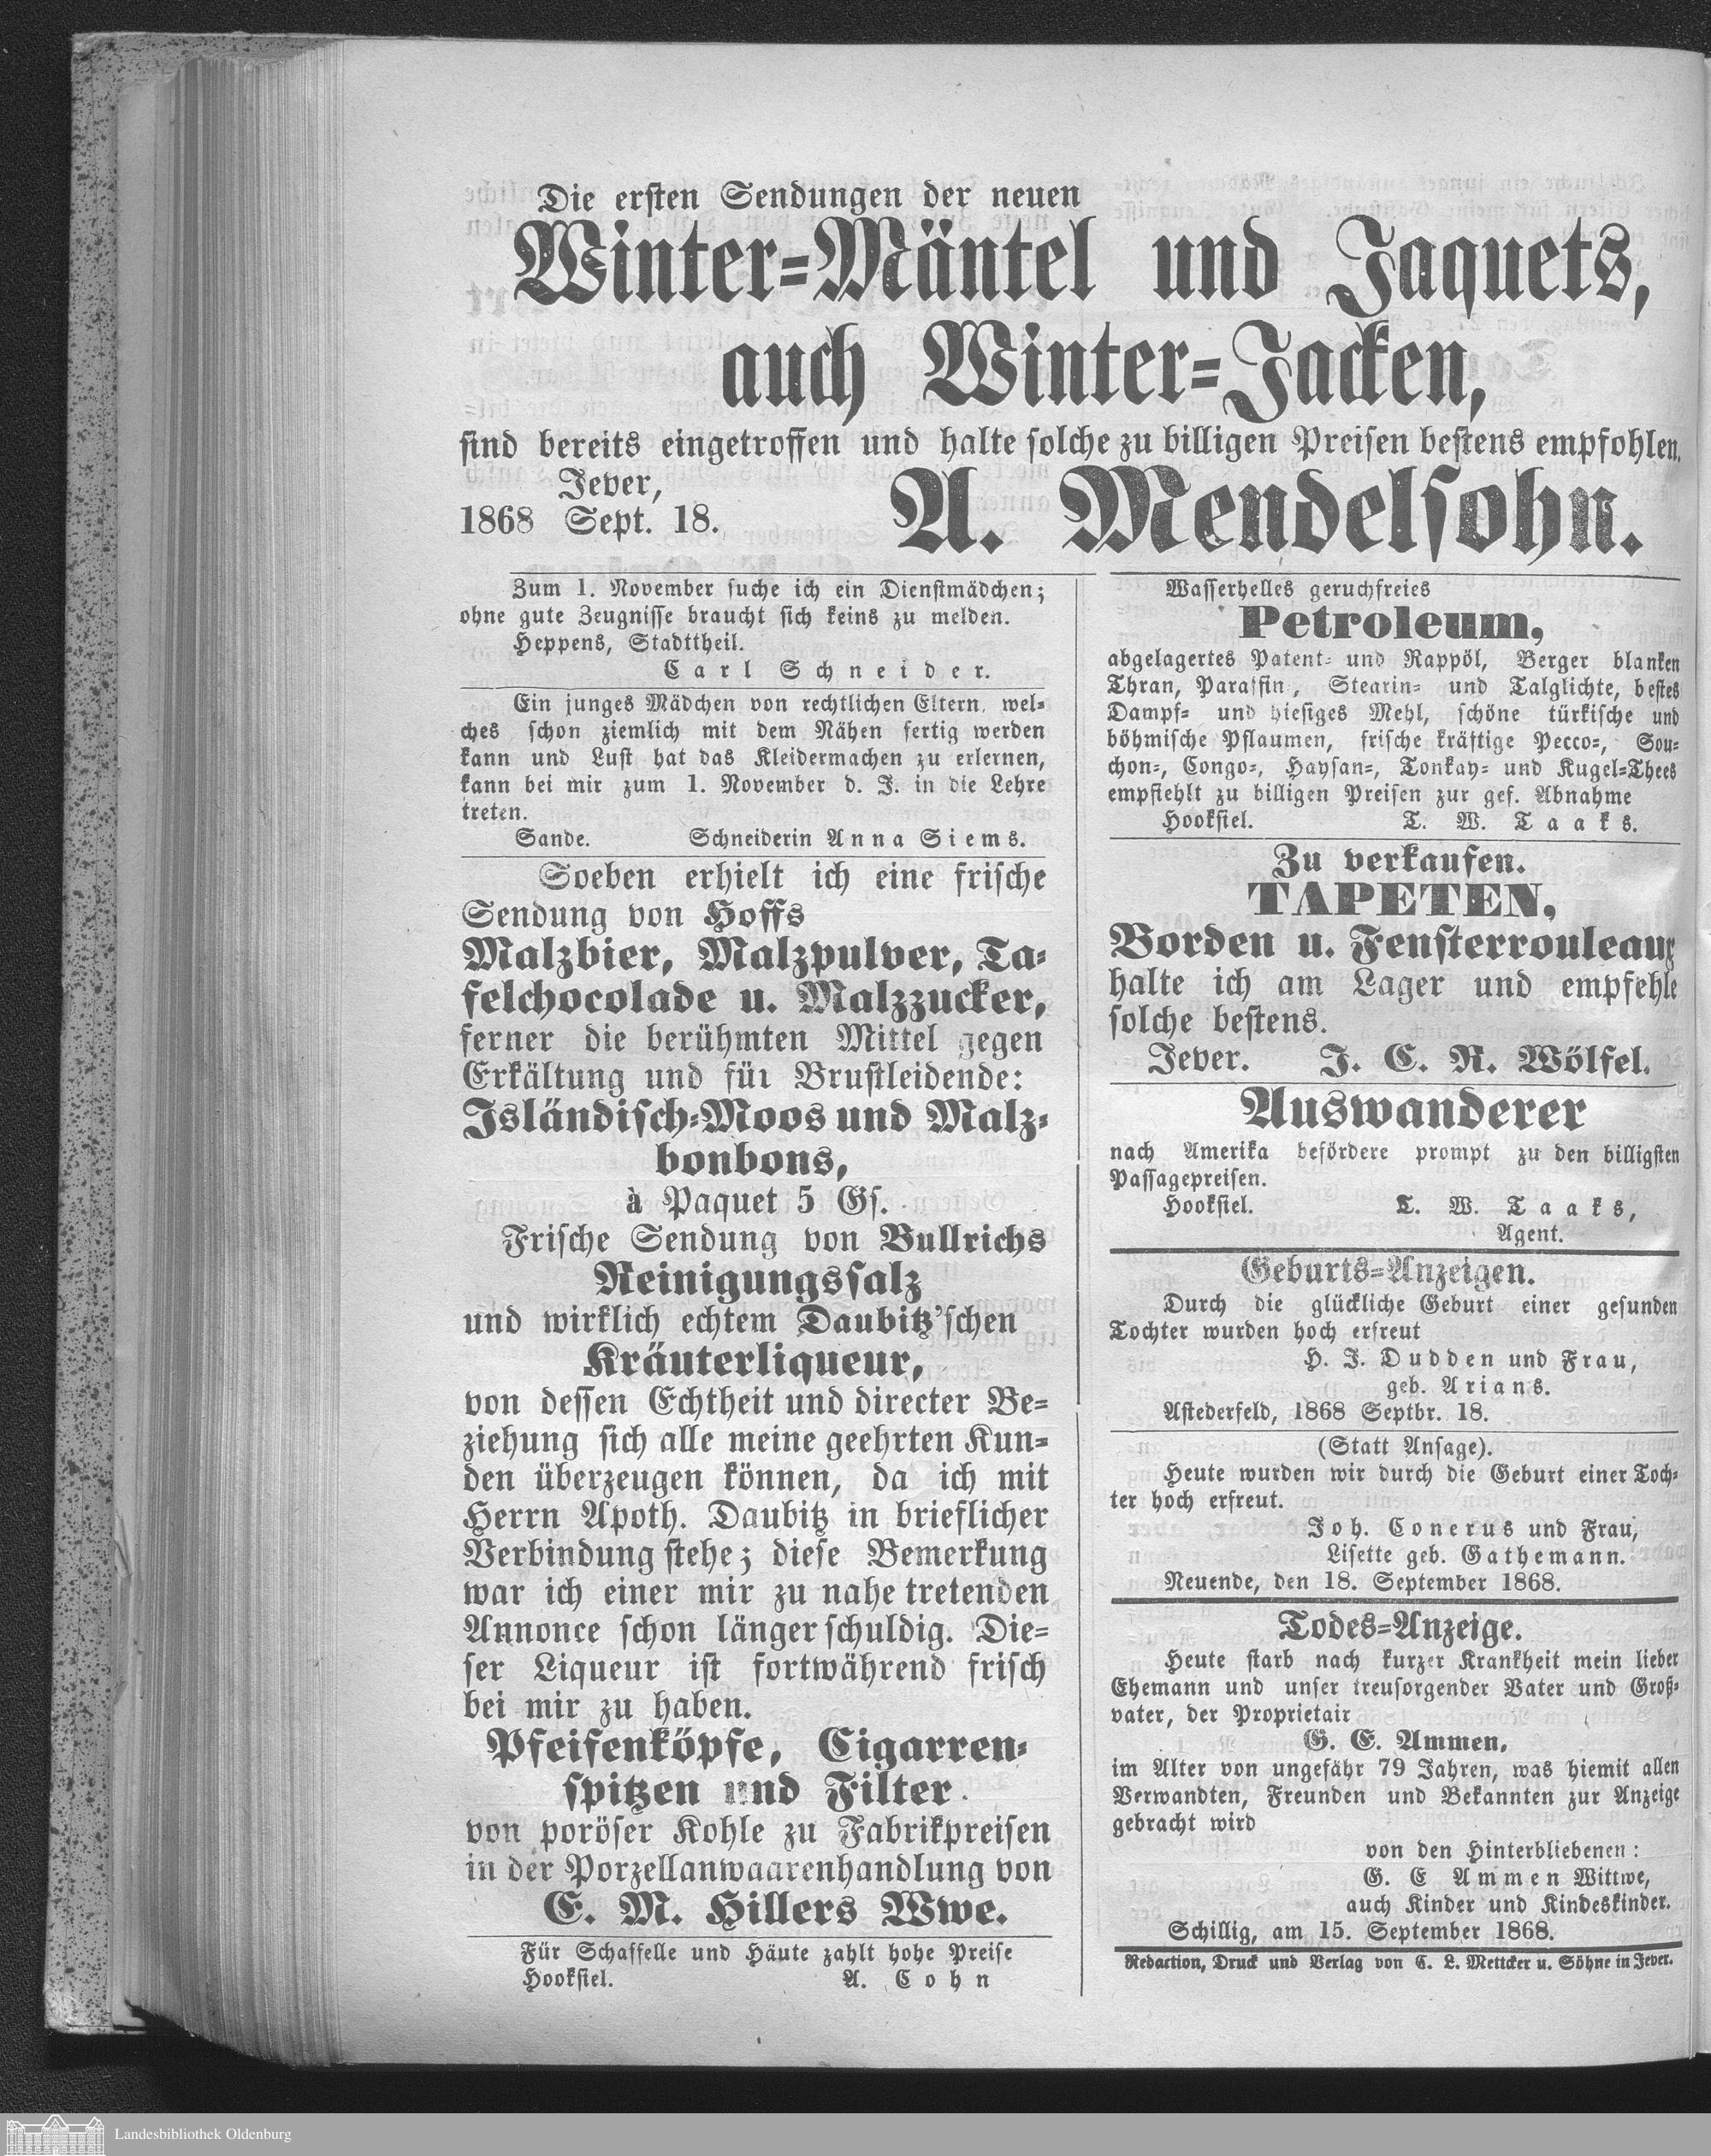 Die ersten Sendungen der neuen
Winter-Mäntel und Jaquets,
auch Winter-Jacken,
sind bereits eingetroffen und halte solche zu billigen Preisen bestens empfohlen.
Jever,
1868 Sept. 18.
A. Mendelsohn.
Zum 1. November suche ich ein Dienstmädchen;
ohne gute Zeugnisse braucht sich keins zu melden.
Heppens, Stadttheil.
Carl Schneider.
Ein junges Mädchen von rechtlichen Eltern, wel-
ches schon ziemlich mit dem Nähen fertig werden
kann und Lust hat das Kleidermachen zu erlernen,
kann bei mir zum 1. November d. J. in die Lehre
treten.
Sande. Schneiderin Anna Siems.
Soeben erhielt ich eine frische
Sendung von Hoffs
Malzbier, Malzpulver, Ta-
felchocolade u. Malzzucker,
ferner die berühmten Mittel gegen
Erkältung und für Brustleidende:
Isländisch-Moos und Malz-
bonbons,
à Paquet 5 Gs.
Frische Sendung von Bullrichs
Reinigungssalz
und wirklich echtem Daubitz'schen
Kräuterliqueur,
von dessen Echtheit und directer Be-
ziehung sich alle meine geehrten Kun-
den überzeugen können, da ich mit
Herrn Apoth. Daubitz in brieflicher
Verbindung stehe; diese Bemerkung
war ich einer mir zu nahe tretenden
Annonce schon länger schuldig. Die-
ser Liqueur ist fortwährend frisch
bei mir zu haben.
Pfeifenköpfe, Cigarren-
spitzen und Filter
von poröser Kohle zu Fabrikpreisen
in der Porzellanwaarenhandlung von
E. M. Hillers Wwe.
Für Schaffelle und Häute zahlt hohe Preise
Hooksiel. A. Cohn
Wasserhelles geruchfreies
Petroleum,
abgelagertes Patent- und Rappöl, Berger blanken
Thran, Paraffin, Stearin- und Talglichte, bestes
Dampf- und hiesiges Mehl, schöne türkische und
böhmische Pflaumen, frische kräftige Pecco-, Sou-
chon-, Congo-, Haysan-, Tonkay- und Kugel-Thees
empfiehlt zu billigen Preisen zur gef. Abnahme
Hooksiel. T. W. Taaks.
Zu verkaufen.
TAPETEN,
Borden u. Fensterrouleaux
halte ich am Lager und empfehle
solche bestens.
Jever. J. C. R. Wölfel.
Auswanderer
nach Amerika befördere prompt zu den billigsten
Passagepreisen.
Hooksiel. T. W. Taaks,
Agent.
Geburts-Anzeigen.
Durch die glückliche Geburt einer gesunden
Tochter wurden hoch erfreut
H. J. Dudden und Frau,
geb. Arians.
Astederfeld, 1868 Septbr. 18.
(Statt Ansage).
Heute wurden wir durch die Geburt einer Toch-
ter hoch erfreut.
Joh. Conerus und Frau,
Lisette geb. Gathemann.
Neuende, den 18. September 1868.
Todes-Anzeige.
Heute starb nach kurzer Krankheit mein lieber
Ehemann und unser treusorgender Vater und Groß-
vater, der Proprietair
G. E. Ammen,
im Alter von ungefähr 79 Jahren, was hiemit allen
Verwandten, Freunden und Bekannten zur Anzeige
gebracht wird
von den Hinterbliebenen:
G. E Ammen Wittwe,
auch Kinder und Kindeskinder.
Schillig, am 15. September 1868.
Redaction, Druck und Verlag von C. L. Mettcker u. Söhne in Jever.
Landesbibliothek Oldenburg